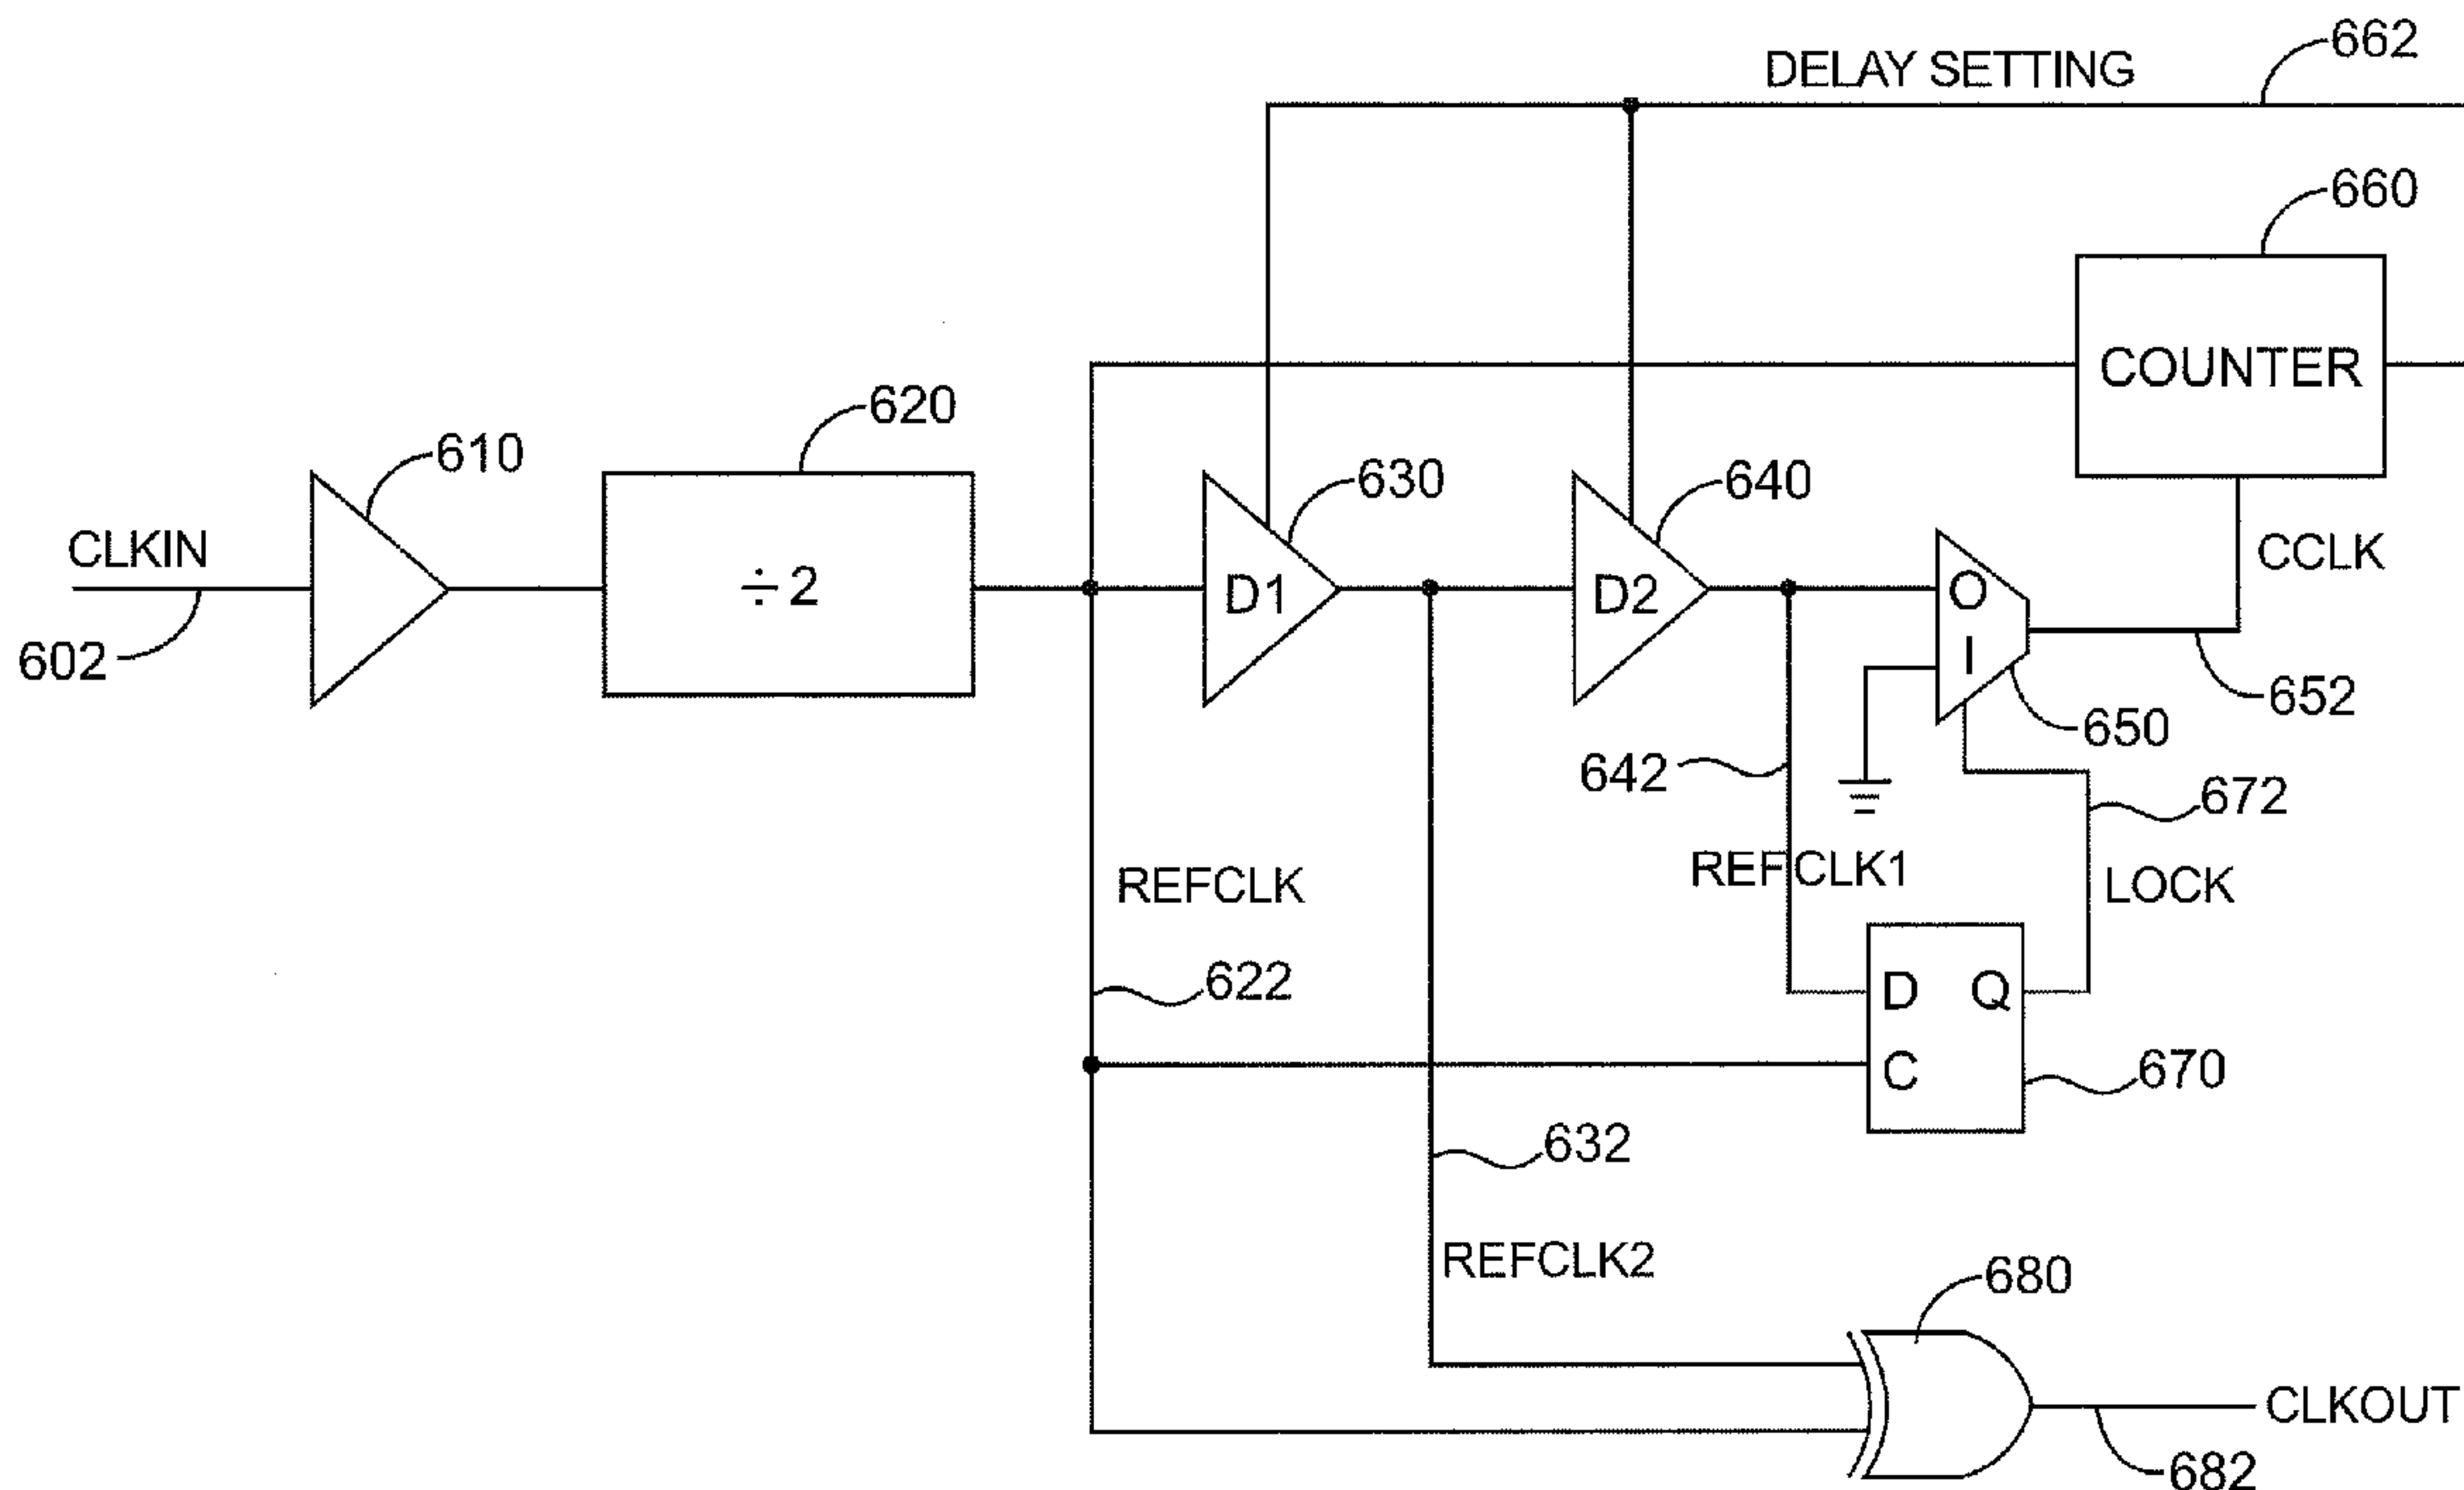 662
DELAY SETTING
660
COUNTER
620
610
630
640
CLKIN
÷2
D1
D2
O
I
CCLK
602
652
650
642
672
REFCLK
REFCLK1
LOCK
622
D Q
C
670
632
REFCLK2
680
CLKOUT
682